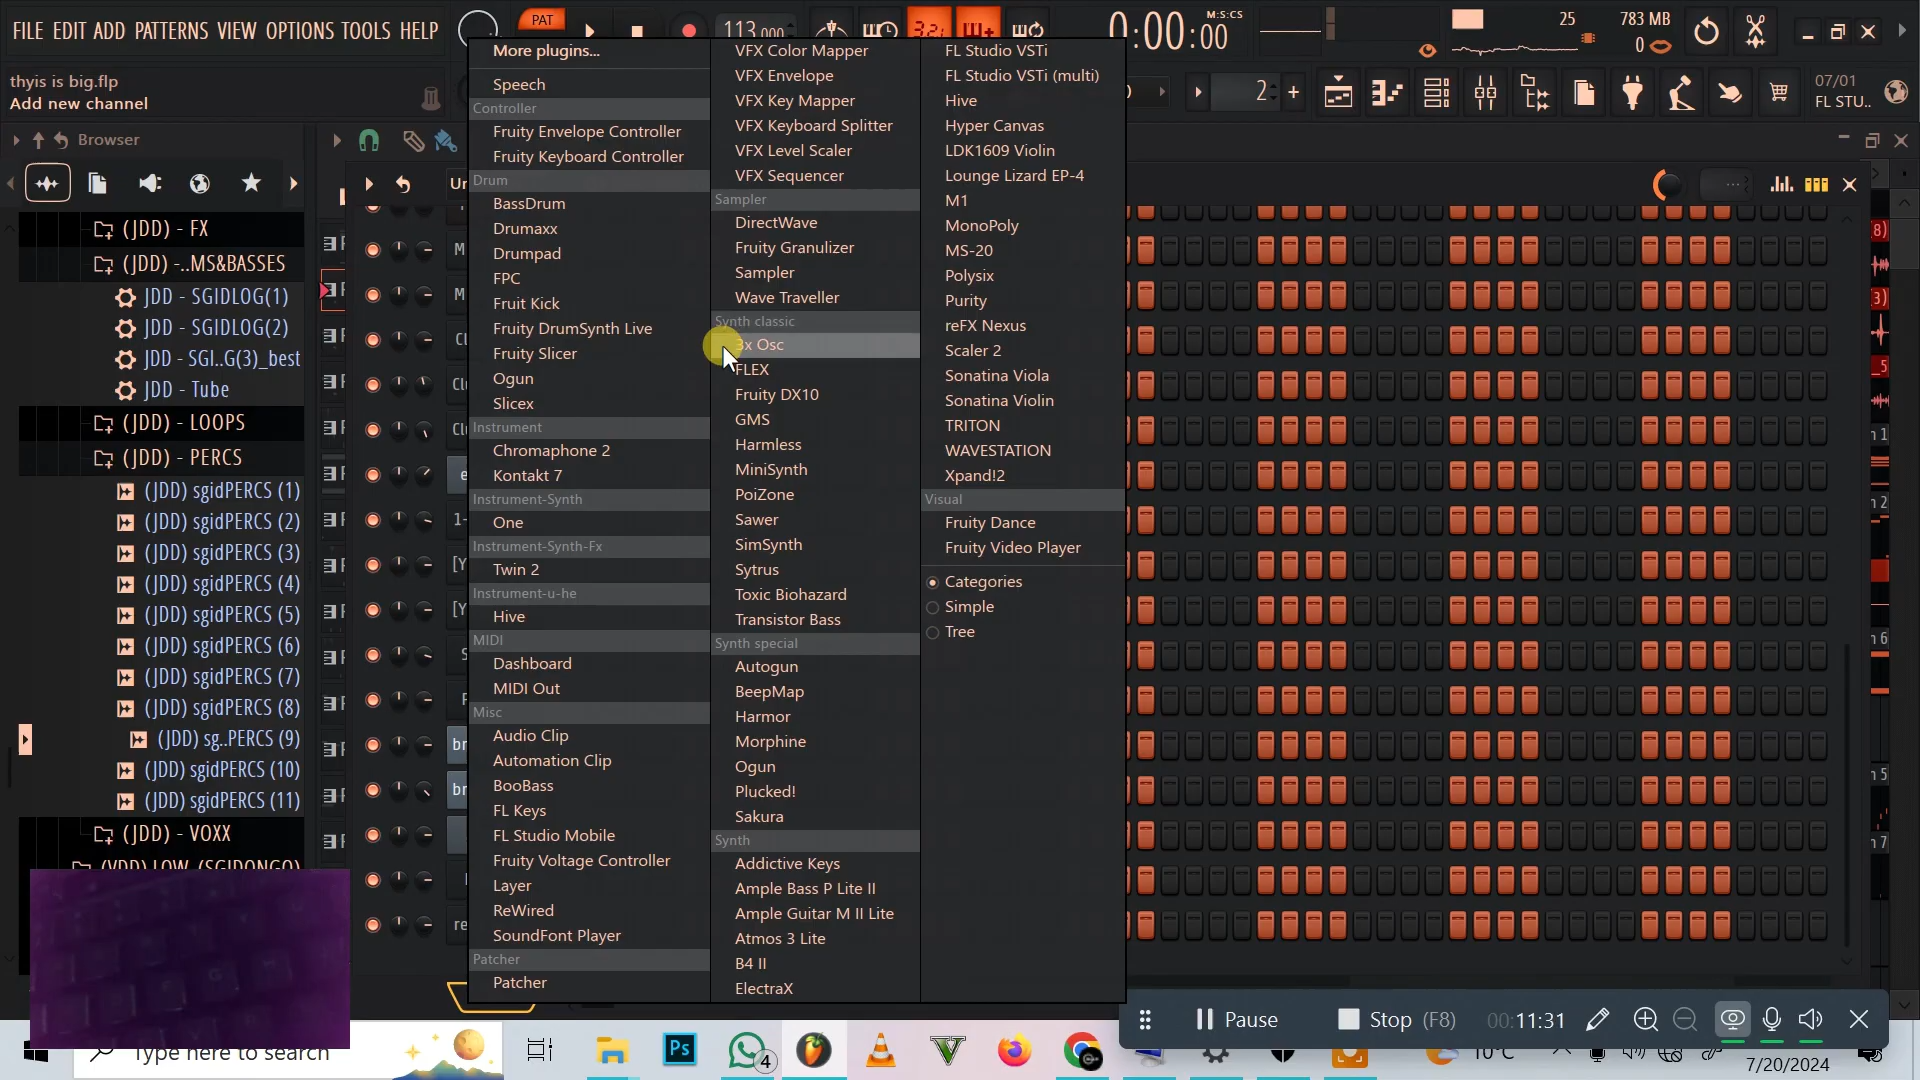 FILE EDIT ADD PATTERNS VIEW OPTIONS TOOLS HELP
PAT
113.000
M:S:CS
0:00:00
25
783 MB
0
thyis is big.flp
Add new channel
2
07/01
FL STU..
Browser
(JDD) - FX
(JDD) -..MS&BASSES
JDD - SGIDLOG(1)
JDD - SGIDLOG(2)
JDD - SGI..G(3)_best
JDD - Tube
(JDD) - LOOPS
(JDD) - PERCS
(JDD) sgidPERCS (1)
(JDD) sgidPERCS (2)
(JDD) sgidPERCS (3)
(JDD) sgidPERCS (4)
(JDD) sgidPERCS (5)
(JDD) sgidPERCS (6)
(JDD) sgidPERCS (7)
(JDD) sgidPERCS (8)
(JDD) sg..PERCS (9)
(JDD) sgidPERCS (10)
(JDD) sgidPERCS (11)
(JDD) - VOXX
More plugins...
Speech
Controller
Fruity Envelope Controller
Fruity Keyboard Controller
Drum
BassDrum
Drumaxx
Drumpad
FPC
Fruit Kick
Fruity DrumSynth Live
Fruity Slicer
Ogun
Slicex
Instrument
Chromaphone 2
Kontakt 7
Instrument-Synth
One
Instrument-Synth-Fx
Twin 2
Instrument-u-he
Hive
MIDI
Dashboard
MIDI Out
Misc
Audio Clip
Automation Clip
BooBass
FL Keys
FL Studio Mobile
Fruity Voltage Controller
Layer
ReWired
SoundFont Player
Patcher
Patcher
VFX Color Mapper
VFX Envelope
VFX Key Mapper
VFX Keyboard Splitter
VFX Level Scaler
VFX Sequencer
Sampler
DirectWave
Fruity Granulizer
Sampler
Wave Traveller
Synth classic
3x Osc
FLEX
Fruity DX10
GMS
Harmless
MiniSynth
PoiZone
Sawer
SimSynth
Sytrus
Toxic Biohazard
Transistor Bass
Synth special
Autogun
BeepMap
Harmor
Morphine
Ogun
Plucked!
Sakura
Synth
Addictive Keys
Ample Bass P Lite II
Ample Guitar M II Lite
Atmos 3 Lite
B4 II
ElectraX
FL Studio VSTi
FL Studio VSTi (multi)
Hive
Hyper Canvas
LDK1609 Violin
Lounge Lizard EP-4
M1
MonoPoly
MS-20
Polysix
Purity
reFX Nexus
Scaler 2
Sonatina Viola
Sonatina Violin
TRITON
WAVESTATION
Xpand!2
Visual
Fruity Dance
Fruity Video Player
Categories
Simple
Tree
Pause
Stop (F8)
00:11:31
Type here to search
Ps
4
10°C
7/20/2024